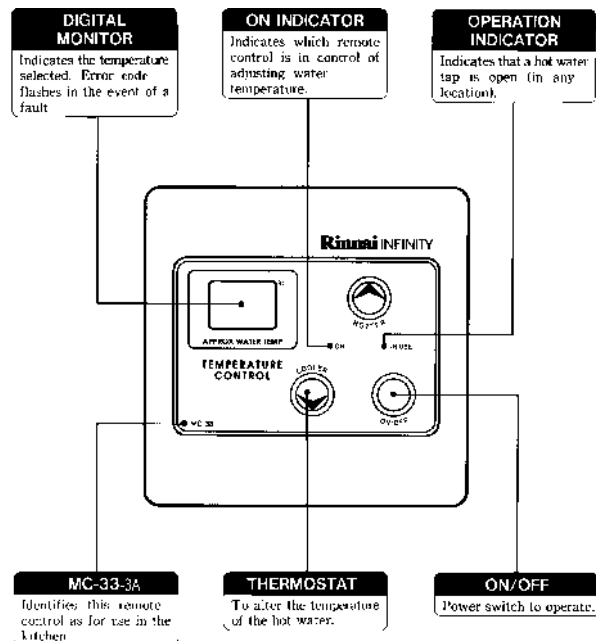 DIGITAL
MONITOR
Indicates the temperature
selected. Error code
flashes in the event of a
fault
ON INDICATOR
Indicates which remote
control is in control of
adjusting water
temperature.
OPERATION
INDICATOR
Indicates that a hot water
tap is open (in any
location).
Rinnai INFINITY
°C
APPROX WATER TEMP
HOTTER
ON
IN USE
TEMPERATURE
CONTROL
COOLER
ON/OFF
MC 33
MC-33-3A
Identifies this remote
control as for use in the
kitchen
THERMOSTAT
To alter the temperature
of the hot water.
ON/OFF
Power switch to operate.